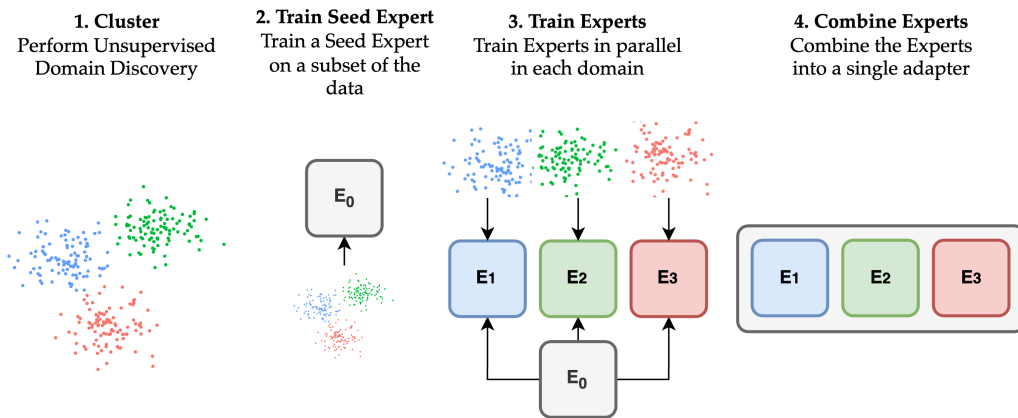 1. Cluster
Perform Unsupervised
Domain Discovery
2. Train Seed Expert
Train a Seed Expert
on a subset of the
data
3. Train Experts
Train Experts in parallel
in each domain
4. Combine Experts
Combine the Experts
into a single adapter
E0
E1
E2
E3
E0
E1
E2
E3